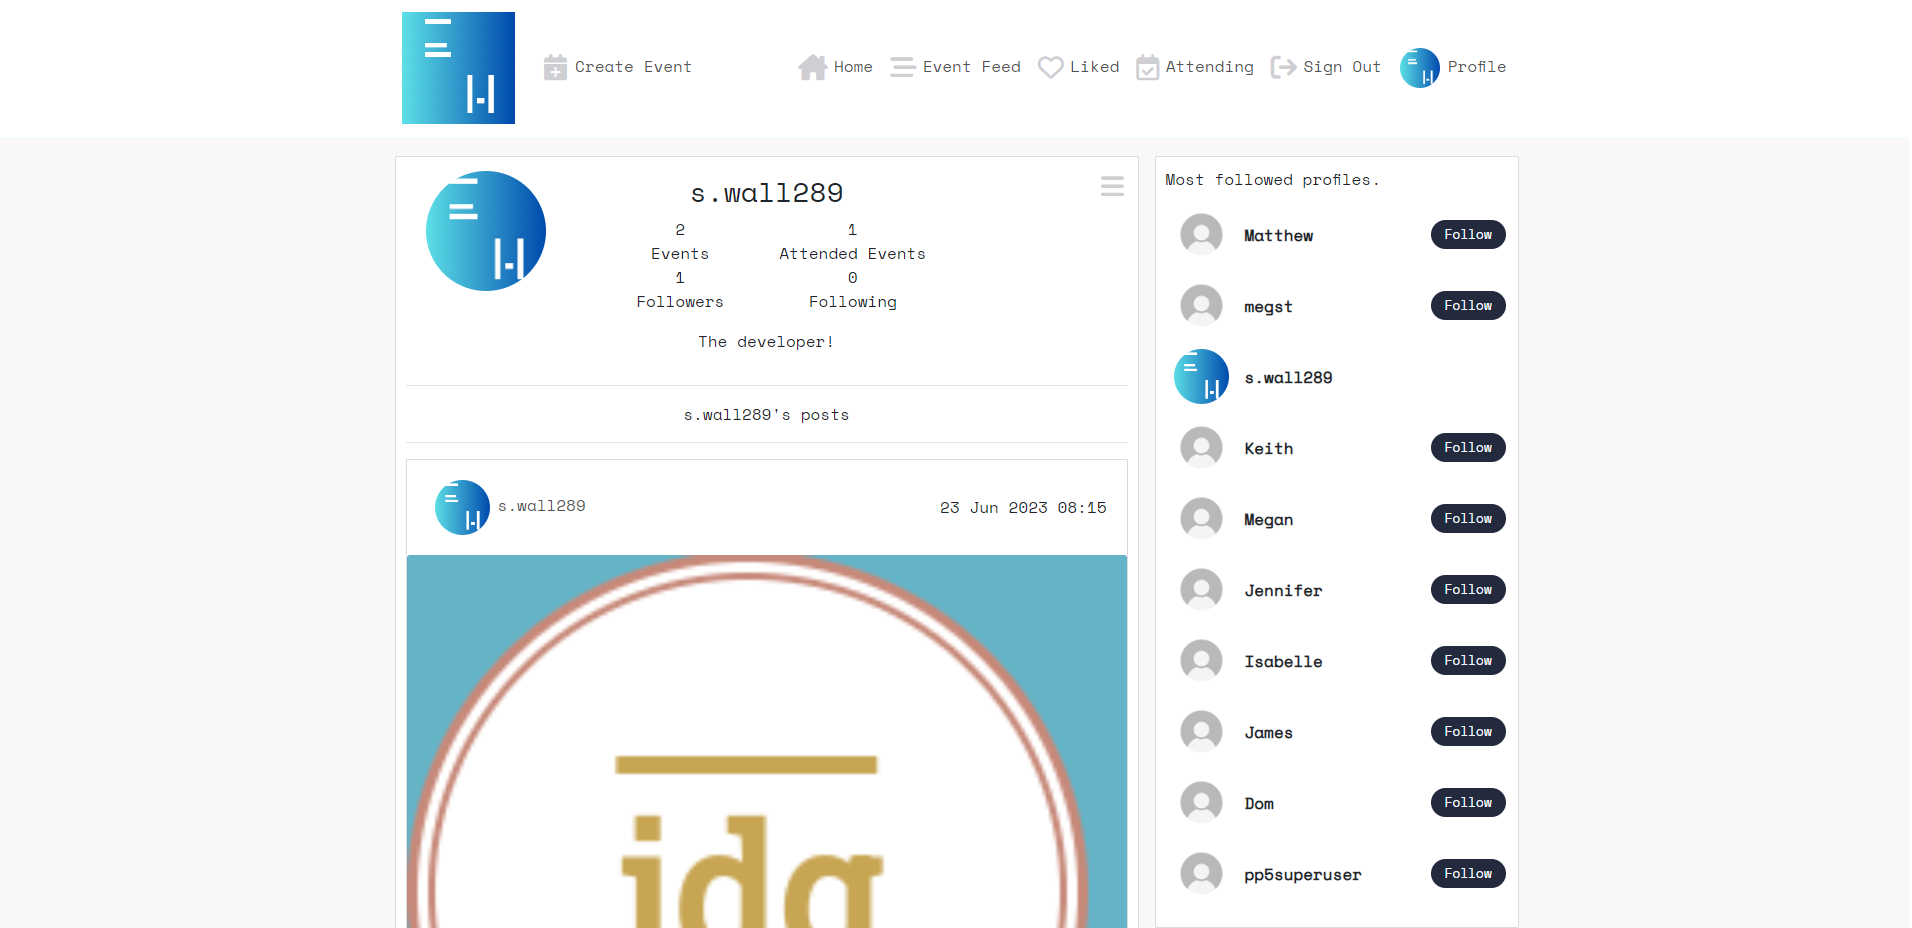 Create Event
Home
Event Feed
Liked
Attending
Sign Out
Profile
s.wall289
2
Events
1
Attended Events
1
Followers
0
Following
The developer!
s.wall289's posts
s.wall289
23 Jun 2023 08:15
idg
Most followed profiles.
Matthew
Follow
megst
Follow
s.wall289
Keith
Follow
Megan
Follow
Jennifer
Follow
Isabelle
Follow
James
Follow
Dom
Follow
pp5superuser
Follow